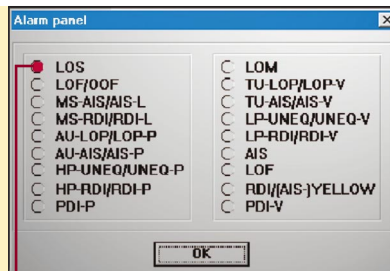 Alarm panel
LOS
LOF/OOF
MS-AIS/AIS-L
MS-RDI/RDI-L
AU-LOP/LOP-P
AU-AIS/AIS-P
HP-UNEQ/UNEQ-P
HP-RDI/RDI-P
PDI-P
LOM
TU-LOP/LOP-V
TU-AIS/AIS-V
LP-UNEQ/UNEQ-V
LP-RDI/RDI-V
AIS
LOF
RDI/(AIS-)YELLOW
PDI-V
OK